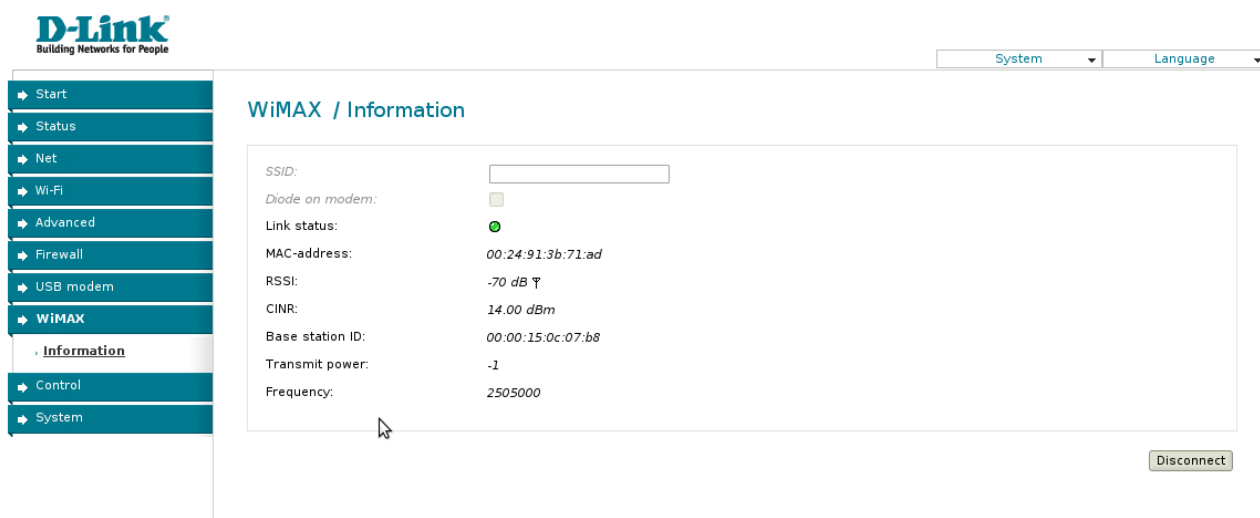 D-Link®
Building Networks for People
System
Language
Start
Status
Net
Wi-Fi
Advanced
Firewall
USB modem
WiMAX
Information
Control
System
WiMAX / Information
SSID:
Diode on modem:
Link status:
MAC-address: 00:24:91:3b:71:ad
RSSI: -70 dB
CINR: 14.00 dBm
Base station ID: 00:00:15:0c:07:b8
Transmit power: -1
Frequency: 2505000
Disconnect